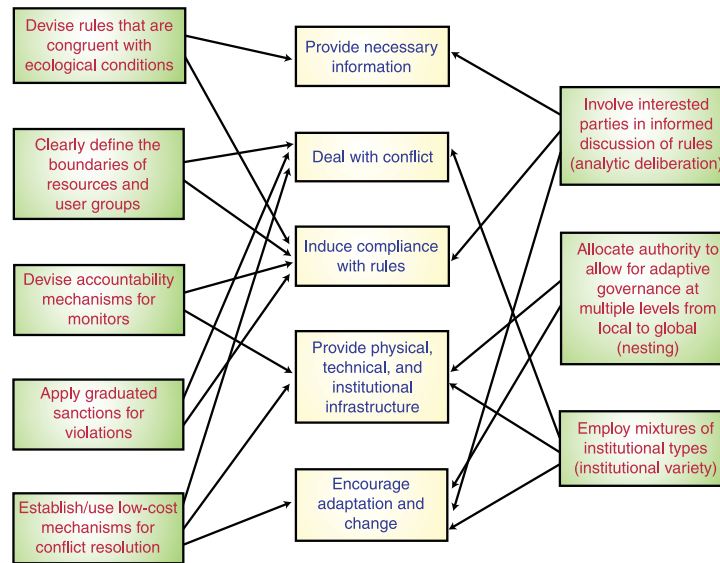 Devise rules that are
congruent with
ecological conditions
Clearly define the
boundaries of
resources and
user groups
Devise accountability
mechanisms for
monitors
Apply graduated
sanctions for
violations
Establish/use low-cost
mechanisms for
conflict resolution
Provide necessary
information
Deal with conflict
Induce compliance
with rules
Provide physical,
technical, and
institutional
infrastructure
Encourage
adaptation and
change
Involve interested
parties in informed
discussion of rules
(analytic deliberation)
Allocate authority to
allow for adaptive
governance at
multiple levels from
local to global
(nesting)
Employ mixtures of
institutional types
(institutional variety)